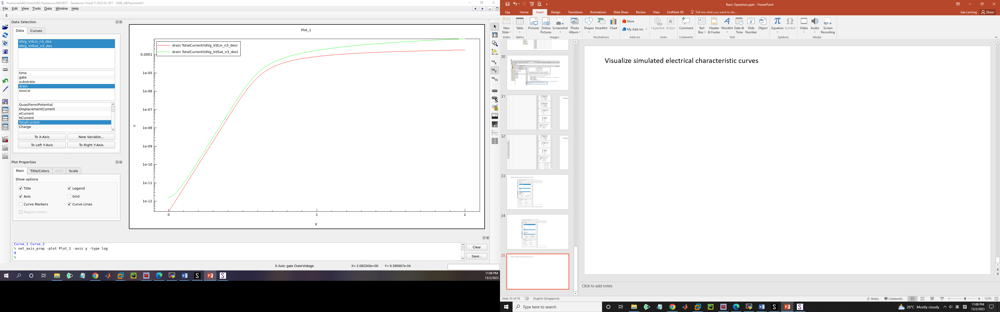 /home/ee5442/imem002/Sentaurus/MOSFET - Sentaurus Visual T-2022.03-SP1 - SWB_3@Feynman01
File Edit View Tools Data Window Help
E
Data Selection
Data Curves
IdVg_VdLin_n3_des
IdVg_VdSat_n3_des
time
gate
substrate
drain
source
QuasiFermiPotential
DisplacementCurrent
eCurrent
hCurrent
TotalCurrent
Charge
To X-Axis New Variable...
To Left Y-Axis To Right Y-Axis
Plot Properties
Main Title/Colors Grid Scale
Show options
Title Legend
Axis Grid
Curve Markers Curve Lines
Region Colors
Tcl
Prop
Data
Tcl
Plot_1
drain TotalCurrent(IdVg_VdLin_n3_des)
drain TotalCurrent(IdVg_VdSat_n3_des)
0.0001
1e-05
1e-06
1e-07
1e-08
1e-09
1e-10
1e-11
1e-12
Y
0 1 2
X
log X
log Y
log Y2
Curve_1 Curve_2
% set_axis_prop -plot Plot_1 -axis y -type log
0
%
Clear
Save...
X-Axis: gate OuterVoltage X= 2.082343e+00 Y= 6.395667e-04
11:08 PM
13/2/2023
Basic Opeartion.pptx - PowerPoint
File Home Insert Design Transitions Animations Slide Show Review View EndNote X9 Tell me what you want to do... Jiao Leming Share
New Slide Table Pictures Online Pictures Screenshot Photo Album Shapes SmartArt Chart Store My Add-ins Hyperlink Action Comment Text Box Header & Footer WordArt Date & Time Slide Number Object Equation Symbol Video Audio Screen Recording
Slides Tables Images Illustrations Add-ins Links Comments Text Symbols Media
30
31
32
33
34
35
Visualize simulated electrical characteristic curves
Click to add notes
Slide 35 of 35 English (Singapore) Notes Comments 122%
Type here to search
26°C Mostly cloudy 英 11:08 PM
13/2/2023